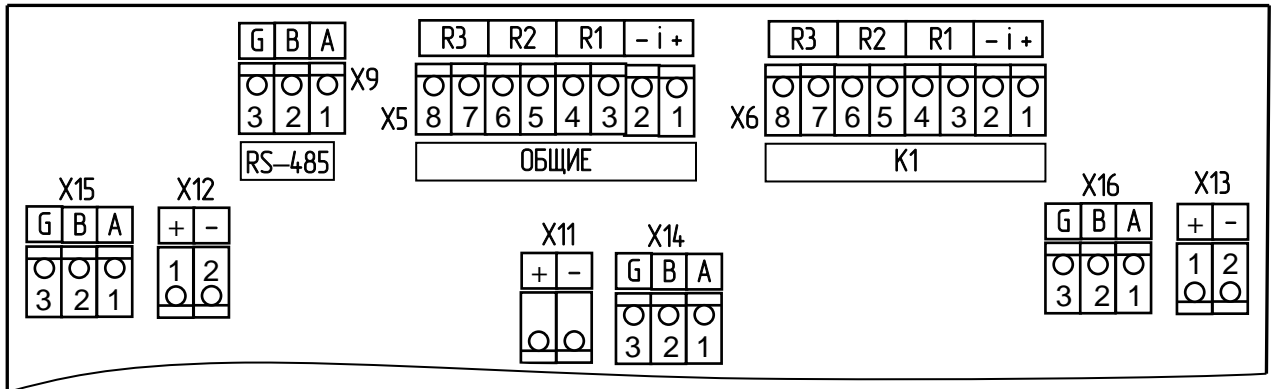 G B A
3 2 1
X9
RS-485
R3 R2 R1 - i +
X5
8 7 6 5 4 3 2 1
ОБЩИЕ
R3 R2 R1 - i +
X6
8 7 6 5 4 3 2 1
К1
X15
G B A
3 2 1
X12
+ -
1 2
X11
+ -
X14
G B A
3 2 1
X16
G B A
3 2 1
X13
+ -
1 2